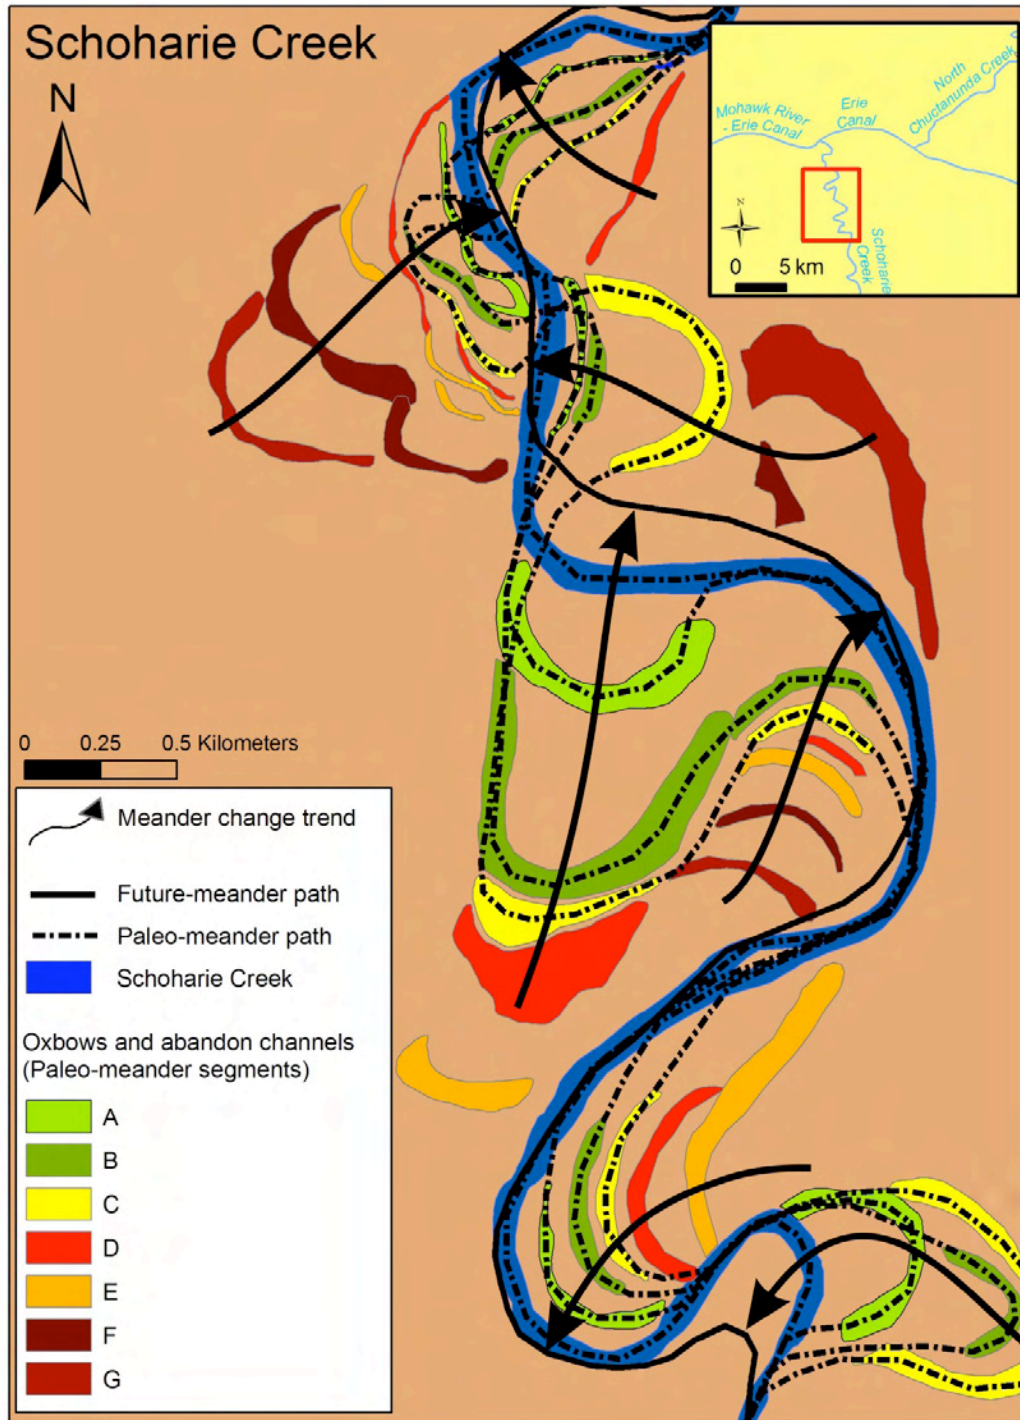 Schoharie Creek
N
Mohawk River
- Erie Canal
Erie
Canal
North
Chuctanunda Creek
Schoharie
Creek
N
0 5 km
0 0.25 0.5 Kilometers
Meander change trend
Future-meander path
Paleo-meander path
Schoharie Creek
Oxbows and abandon channels
(Paleo-meander segments)
A
B
C
D
E
F
G